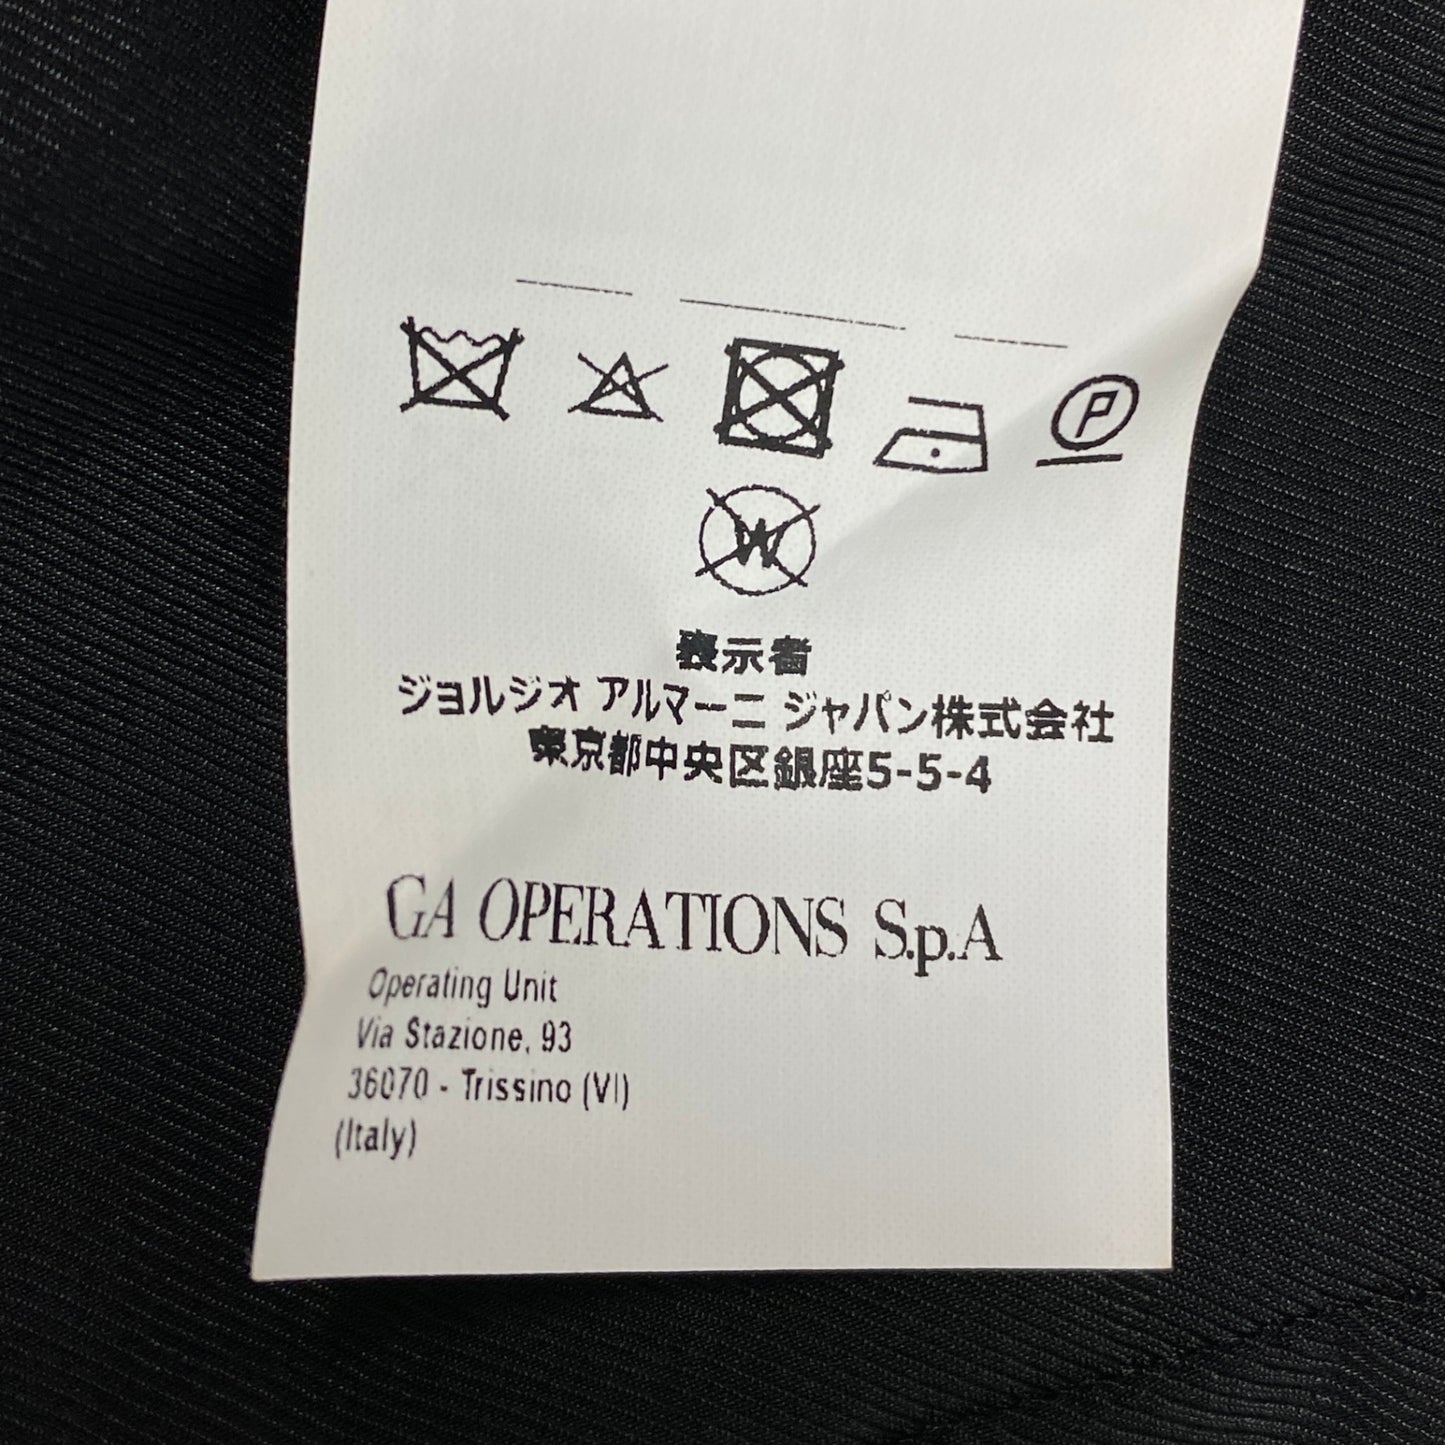 P
W
表示者
ジョルジオ アルマーニ ジャパン株式会社
東京都中央区銀座5-5-4
GA OPERATIONS S.p.A
Operating Unit
Via Stazione, 93
36070 - Trissino (VI)
(Italy)